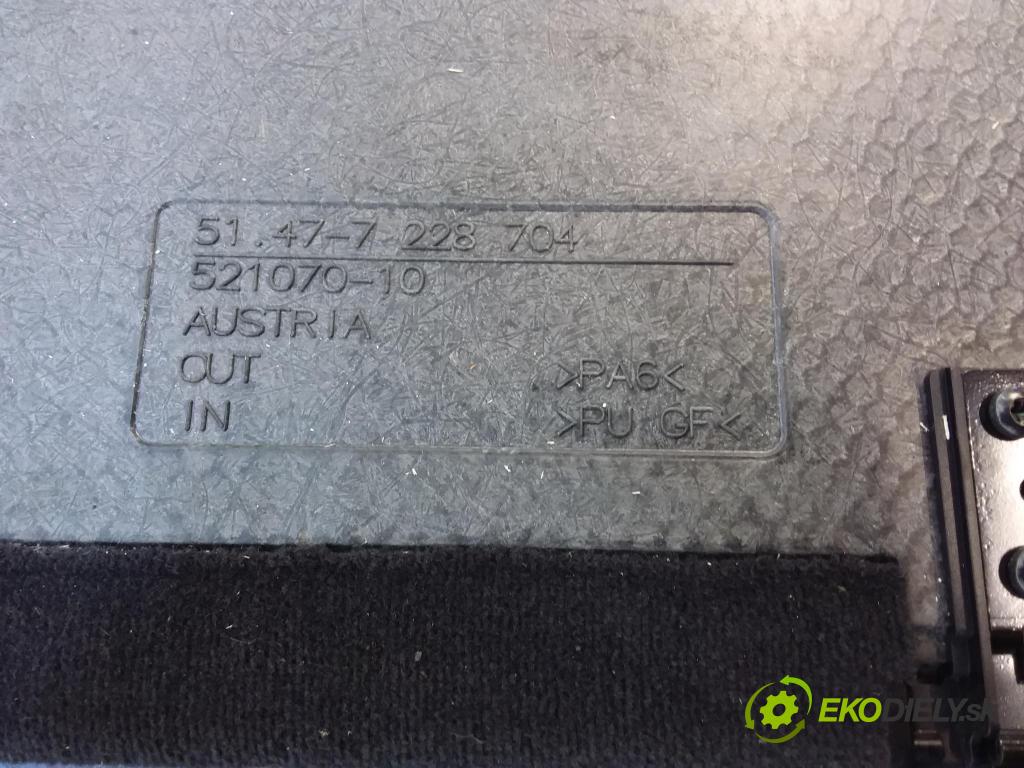 51.47-7 228 704
521070-10
AUSTRIA
OUT >PA6<
IN >PU GF<
EKODIELY.sk